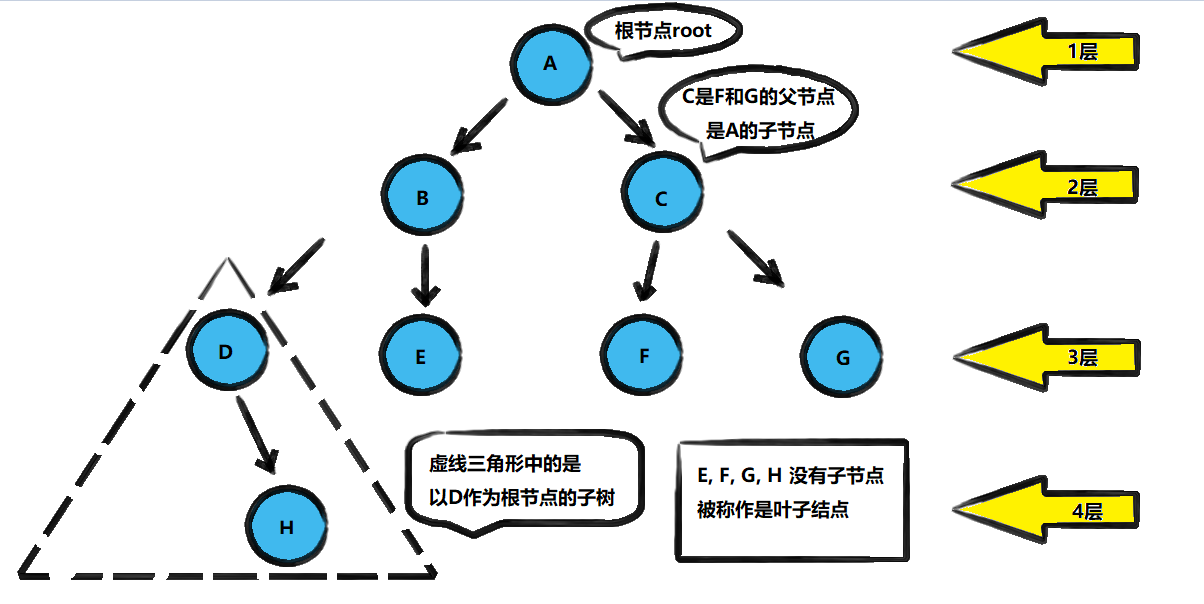 A
根节点root
1层
C是F和G的父节点
是A的子节点
B
C
2层
D
E
F
G
3层
虚线三角形中的是
以D作为根节点的子树
E, F, G, H 没有子节点
被称作是叶子结点
H
4层